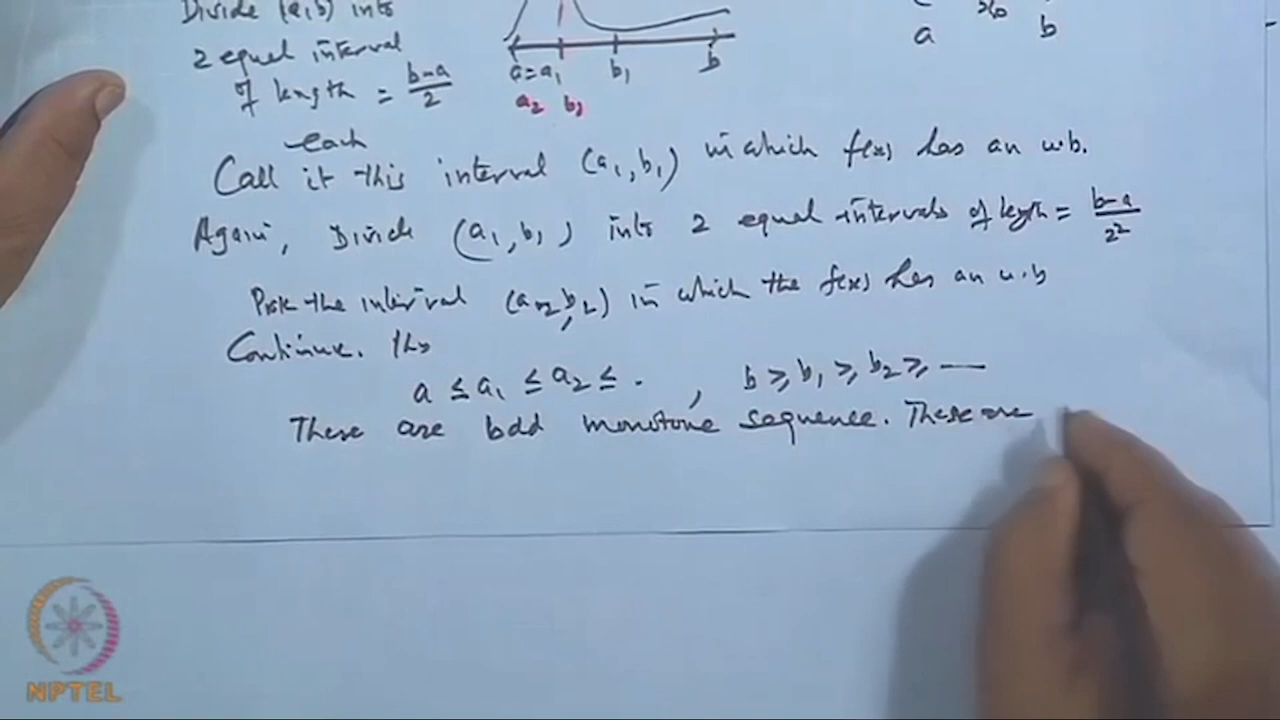 Divide (a,b) into
2 equal interval
of length = b-a/2
each
a=a₁ b₁ b
a₂ b₂
x₀
a b
Call it this interval (a₁,b₁) in which f(x) has an u.b.
Again, Divide (a₁,b₁) into 2 equal intervals of length = b-a/2²
Pick the interval (a₂,b₂) in which the f(x) has an u.b
Continue. this
a ≤ a₁ ≤ a₂ ≤ . , b ≥ b₁ ≥ b₂ ≥ —
These are bdd monotone sequence. These are
NPTEL